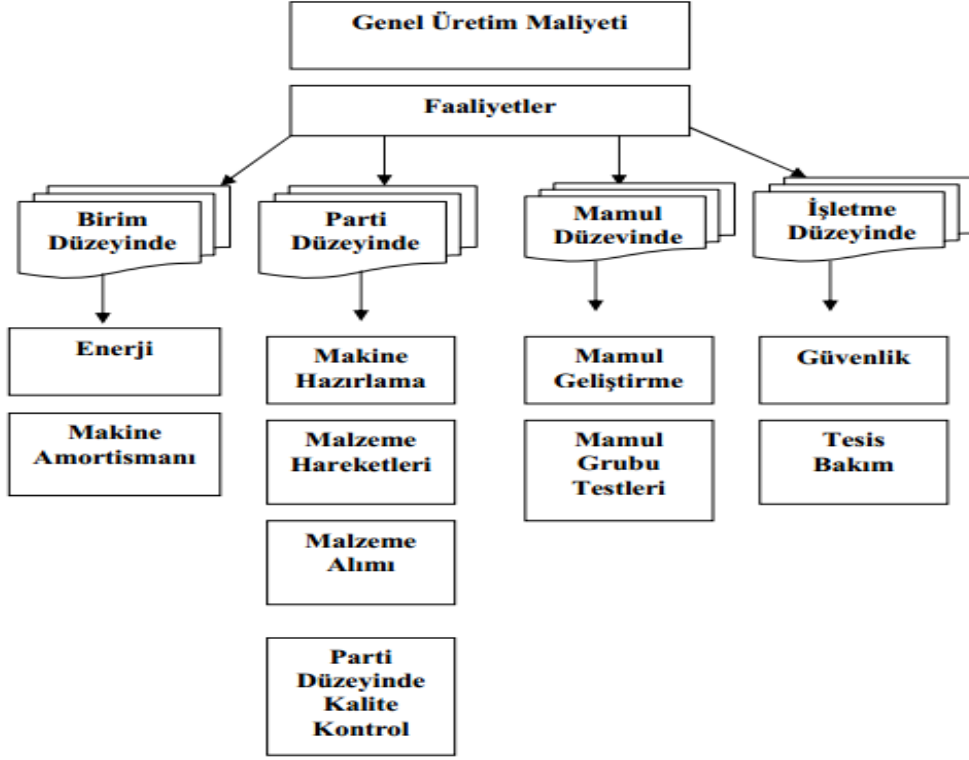 Genel Üretim Maliyeti
Faaliyetler
Birim
Düzeyinde
Parti
Düzeyinde
Mamul
Düzevinde
İşletme
Düzeyinde
Enerji
Makine
Amortismanı
Makine
Hazırlama
Malzeme
Hareketleri
Malzeme
Alımı
Parti
Düzeyinde
Kalite
Kontrol
Mamul
Geliştirme
Mamul
Grubu
Testleri
Güvenlik
Tesis
Bakım